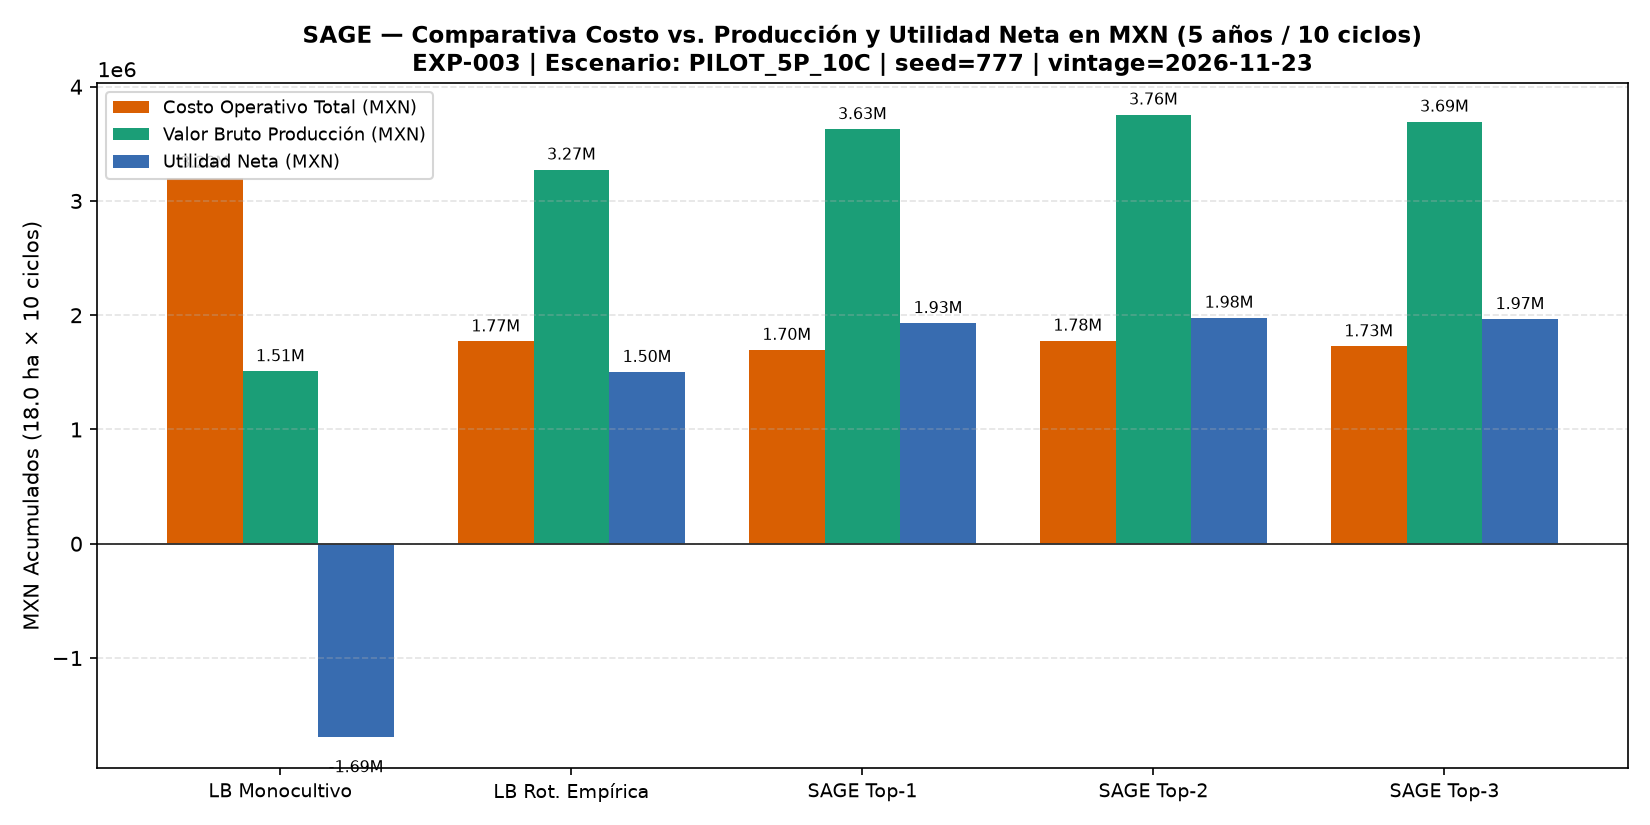 SAGE — Comparativa Costo vs. Producción y Utilidad Neta en MXN (5 años / 10 ciclos)
EXP-003 | Escenario: PILOT_5P_10C | seed=777 | vintage=2026-11-23
1e6
Costo Operativo Total (MXN)
Valor Bruto Producción (MXN)
Utilidad Neta (MXN)
MXN Acumulados (18.0 ha × 10 ciclos)
4
3
2
1
0
−1
1.51M
-1.69M
1.77M
3.27M
1.50M
1.70M
3.63M
1.93M
1.78M
3.76M
1.98M
1.73M
3.69M
1.97M
LB Monocultivo
LB Rot. Empírica
SAGE Top-1
SAGE Top-2
SAGE Top-3